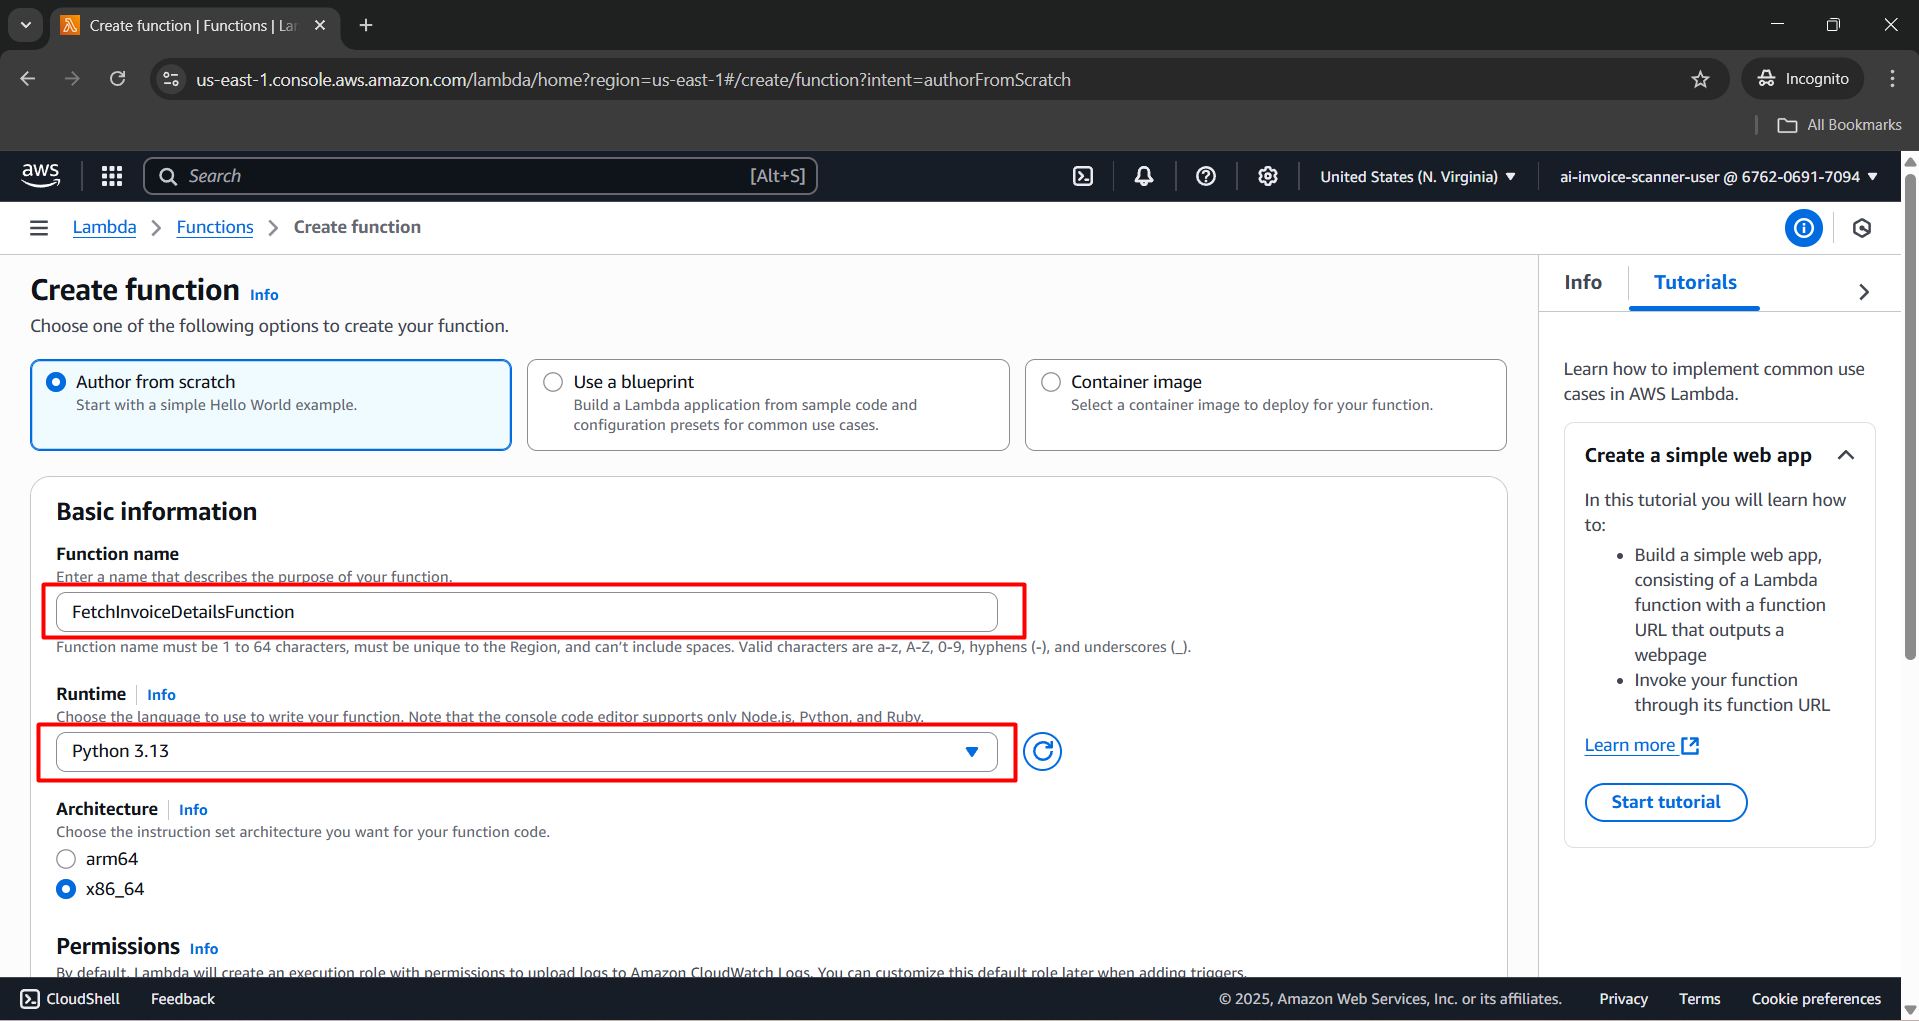 Create function | Functions | Lar
us-east-1.console.aws.amazon.com/lambda/home?region=us-east-1#/create/function?intent=authorFromScratch
Incognito
All Bookmarks
aws
Search
[Alt+S]
United States (N. Virginia)
ai-invoice-scanner-user @ 6762-0691-7094
Lambda
Functions
Create function
Create function Info
Choose one of the following options to create your function.
Author from scratch
Start with a simple Hello World example.
Use a blueprint
Build a Lambda application from sample code and
configuration presets for common use cases.
Container image
Select a container image to deploy for your function.
Basic information
Function name
Enter a name that describes the purpose of your function.
FetchInvoiceDetailsFunction
Function name must be 1 to 64 characters, must be unique to the Region, and can't include spaces. Valid characters are a-z, A-Z, 0-9, hyphens (-), and underscores (_).
Runtime Info
Choose the language to use to write your function. Note that the console code editor supports only Node.js, Python, and Ruby.
Python 3.13
Architecture Info
Choose the instruction set architecture you want for your function code.
arm64
x86_64
Permissions Info
By default, Lambda will create an execution role with permissions to upload logs to Amazon CloudWatch Logs. You can customize this default role later when adding triggers.
Info
Tutorials
Learn how to implement common use
cases in AWS Lambda.
Create a simple web app
In this tutorial you will learn how
to:
• Build a simple web app,
consisting of a Lambda
function with a function
URL that outputs a
webpage
• Invoke your function
through its function URL
Learn more
Start tutorial
CloudShell
Feedback
© 2025, Amazon Web Services, Inc. or its affiliates.
Privacy
Terms
Cookie preferences